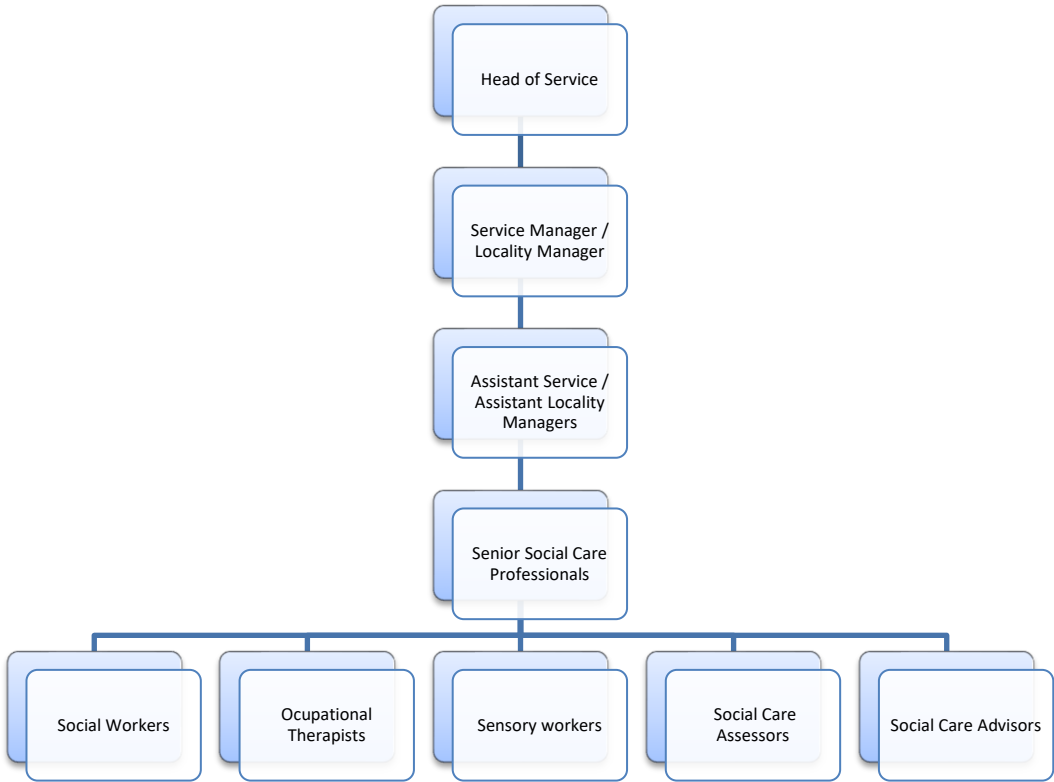 Head of Service
Service Manager /
Locality Manager
Assistant Service /
Assistant Locality
Managers
Senior Social Care
Professionals
Social Workers
Ocupational
Therapists
Sensory workers
Social Care
Assessors
Social Care Advisors